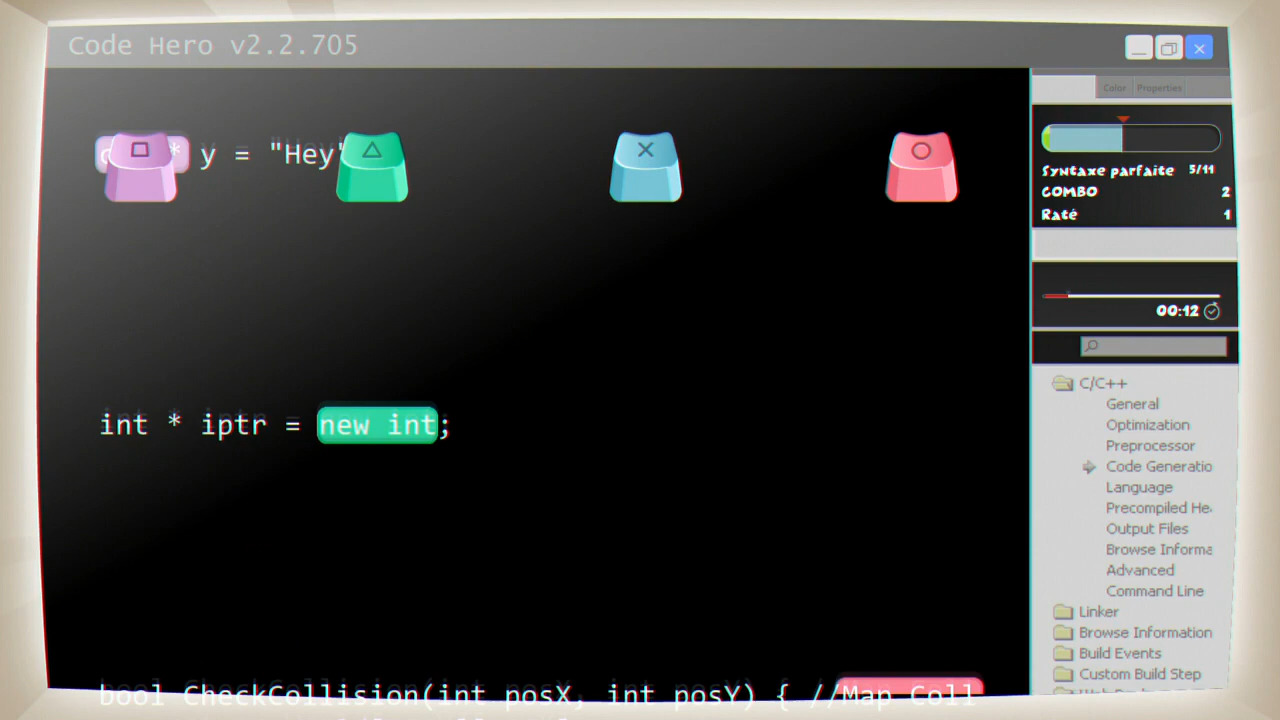 Code Hero v2.2.705
Color Properties
* y = "Hey"
Syntaxe parfaite 5/11
COMBO 2
Raté 1
00:12
int * iptr = new int;
bool CheckCollision(int posX, int posY) { //Map Coll
C/C++
General
Optimization
Preprocessor
Code Generatio
Language
Precompiled He
Output Files
Browse Informa
Advanced
Command Line
Linker
Browse Information
Build Events
Custom Build Step